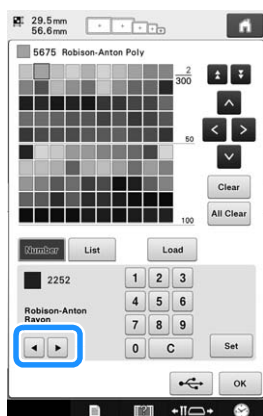 29.5mm
56.6mm
5675 Robison-Anton Poly
2
300
50
100
Clear
All Clear
Number List Load
2252
Robison-Anton
Rayon
1 2 3
4 5 6
7 8 9
0 C
Set
OK